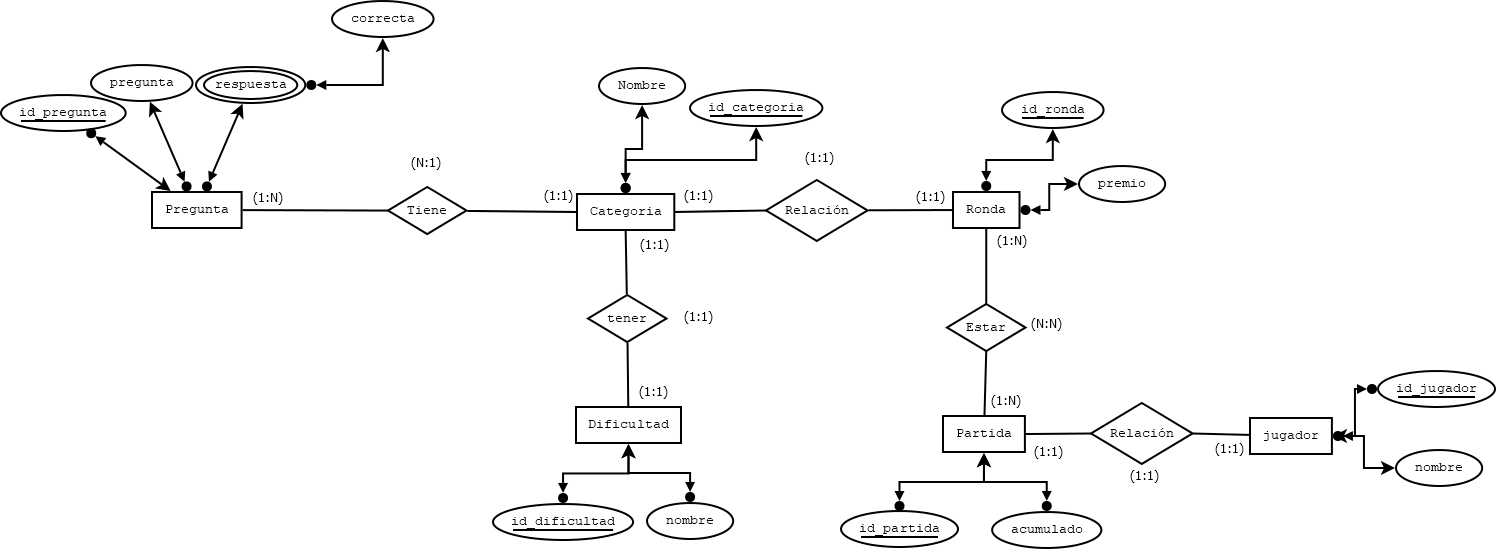 correcta
pregunta
respuesta
id_pregunta
Nombre
id_categoria
id_ronda
premio
(N:1)
(1:1)
(1:N)
(1:1)
(1:1)
(1:1)
Pregunta
Tiene
Categoria
Relación
Ronda
(1:1)
(1:N)
tener
(1:1)
Estar
(N:N)
(1:1)
(1:N)
id_jugador
Dificultad
Partida
Relación
jugador
(1:1)
(1:1)
(1:1)
nombre
id_dificultad
nombre
id_partida
acumulado